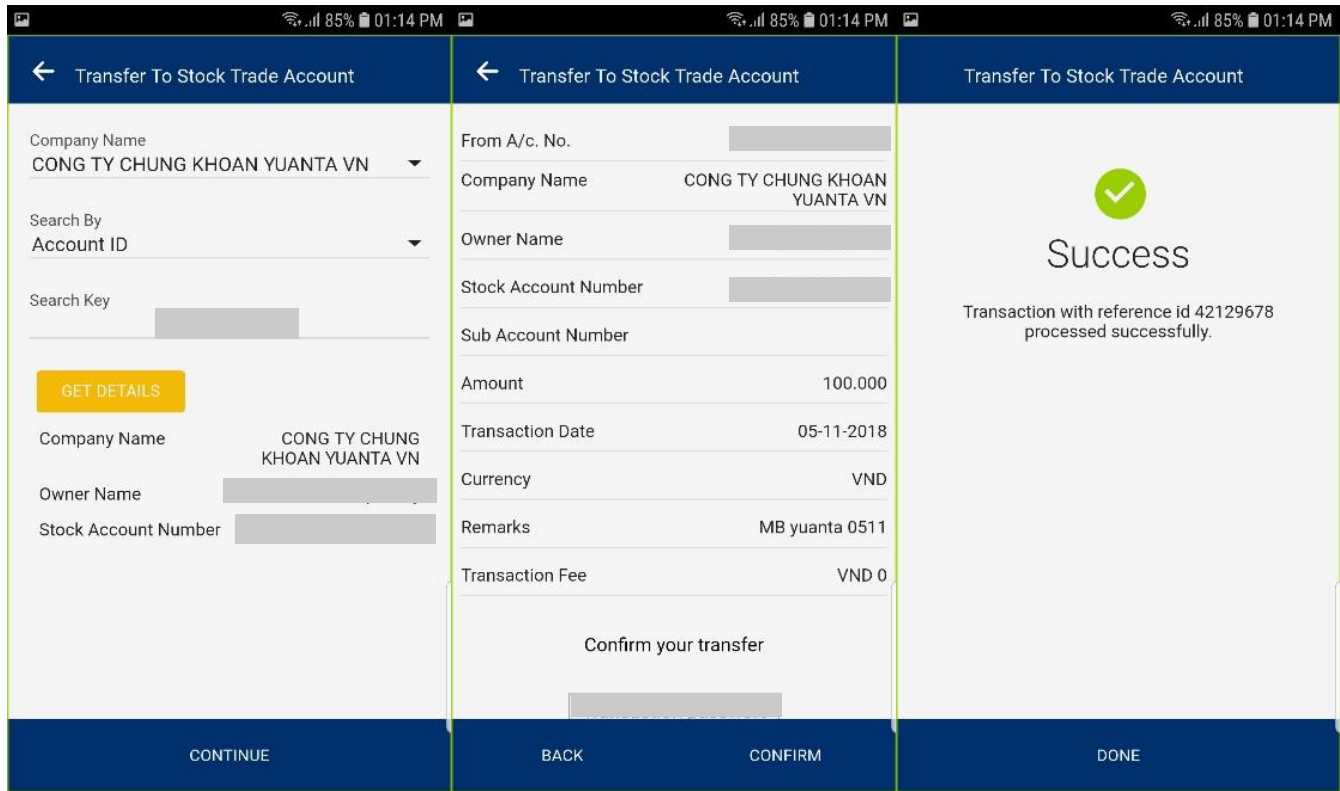 85% 01:14 PM
Transfer To Stock Trade Account
Company Name
CONG TY CHUNG KHOAN YUANTA VN
Search By
Account ID
Search Key
GET DETAILS
Company Name CONG TY CHUNG
KHOAN YUANTA VN
Owner Name
Stock Account Number
CONTINUE
85% 01:14 PM
Transfer To Stock Trade Account
From A/c. No.
Company Name CONG TY CHUNG KHOAN
YUANTA VN
Owner Name
Stock Account Number
Sub Account Number
Amount 100.000
Transaction Date 05-11-2018
Currency VND
Remarks MB yuanta 0511
Transaction Fee VND 0
Confirm your transfer
BACK CONFIRM
85% 01:14 PM
Transfer To Stock Trade Account
Success
Transaction with reference id 42129678
processed successfully.
DONE